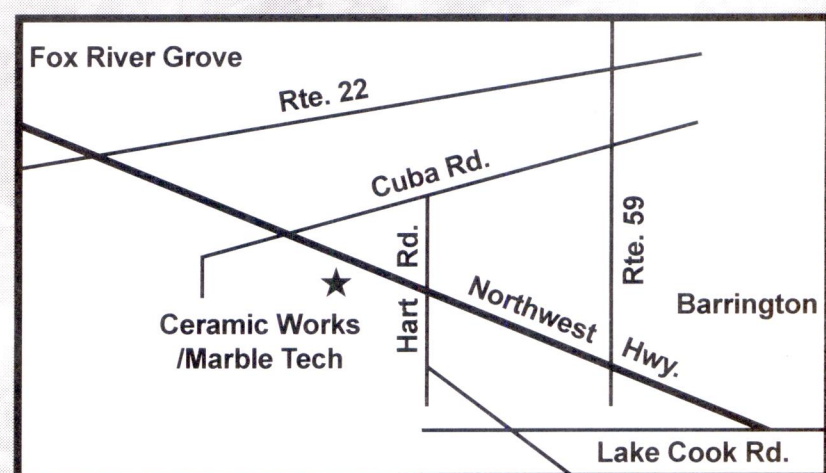 Fox River Grove
Rte. 22
Cuba Rd.
Rte. 59
Hart Rd.
Northwest Hwy.
Barrington
Ceramic Works
/Marble Tech
Lake Cook Rd.